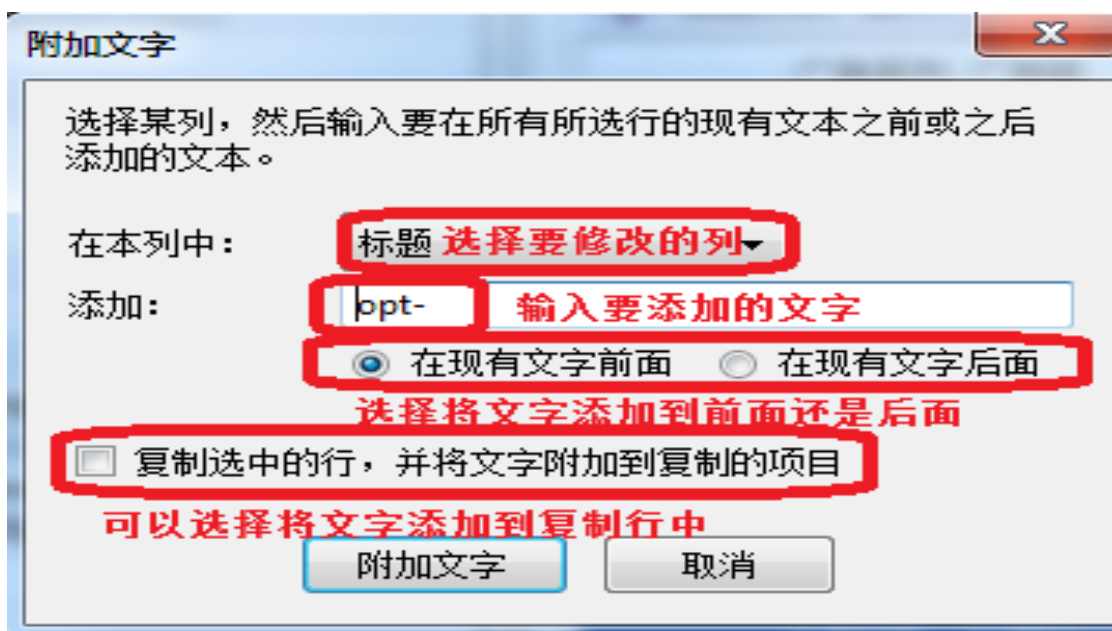 附加文字
选择某列，然后输入要在所有所选行的现有文本之前或之后
添加的文本。
在本列中：
标题 选择要修改的列
添加：
opt- 输入要添加的文字
在现有文字前面 在现有文字后面
选择将文字添加到前面还是后面
复制选中的行，并将文字附加到复制的项目
可以选择将文字添加到复制行中
附加文字 取消